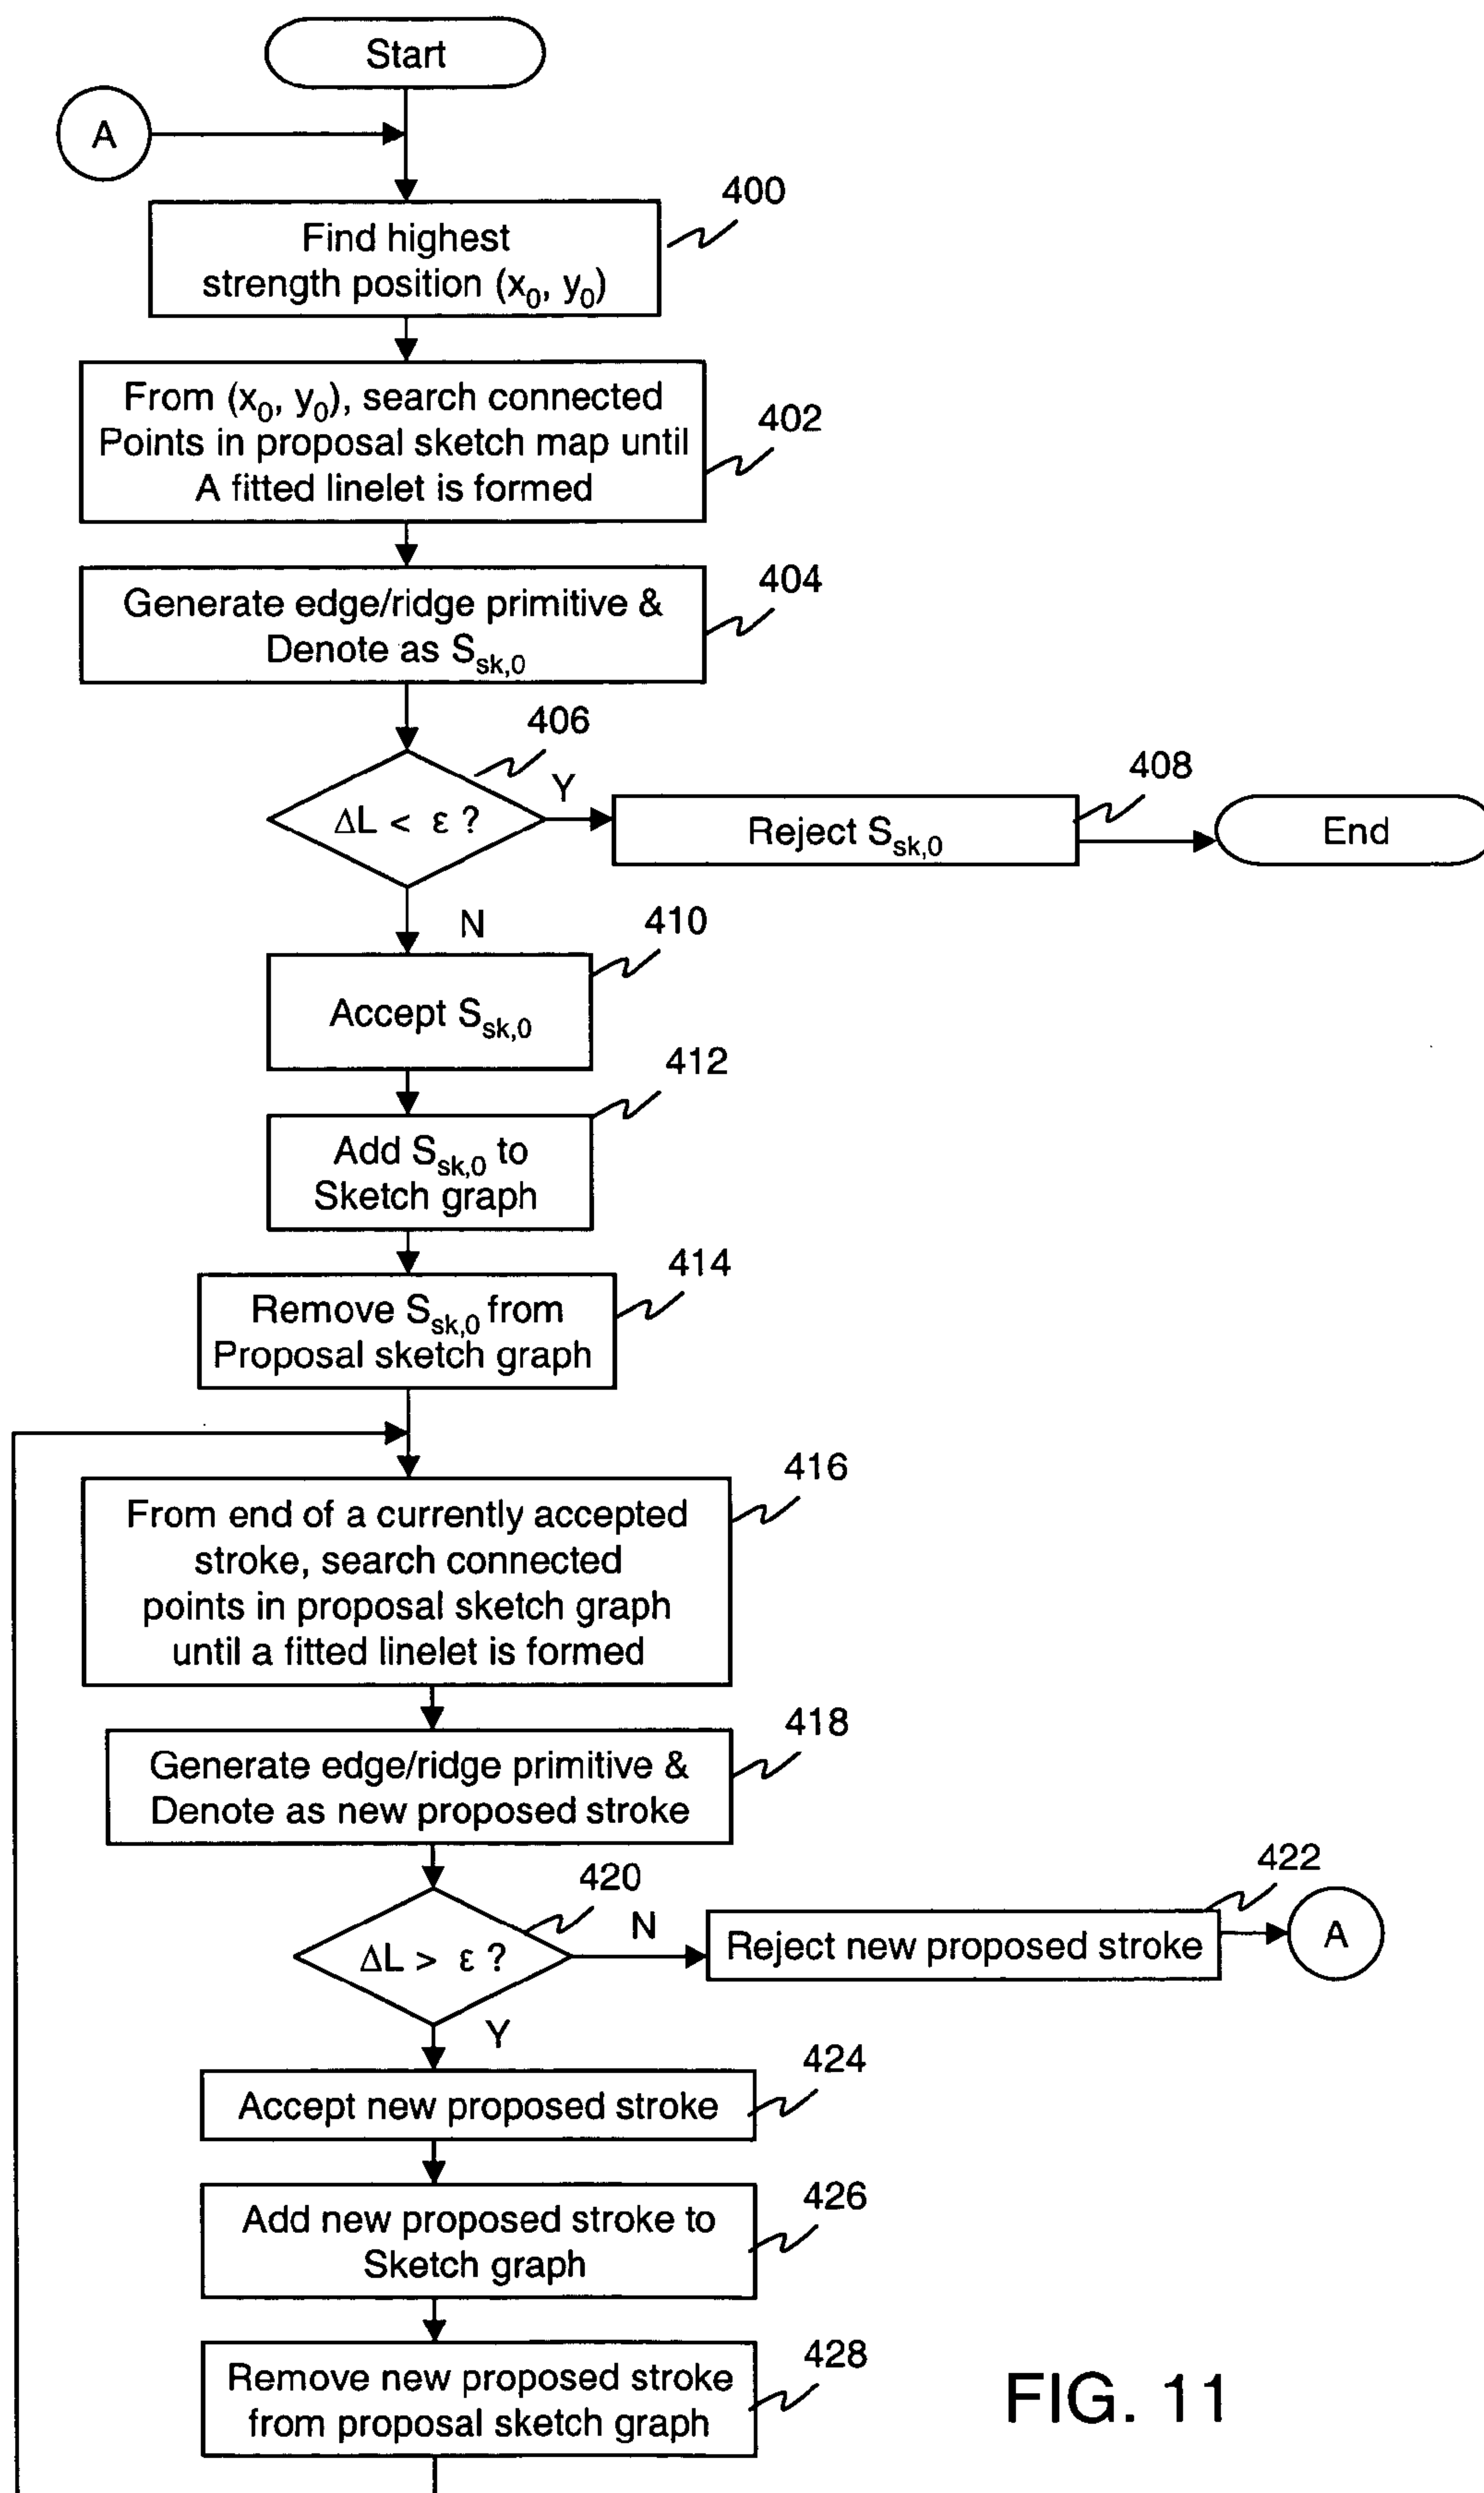 Start
A
400
Find highest
strength position (x₀, y₀)
402
From (x₀, y₀), search connected
Points in proposal sketch map until
A fitted linelet is formed
404
Generate edge/ridge primitive &
Denote as Sₛₖ,₀
406
ΔL < ε ?
Y
408
Reject Sₛₖ,₀
End
N
410
Accept Sₛₖ,₀
412
Add Sₛₖ,₀ to
Sketch graph
414
Remove Sₛₖ,₀ from
Proposal sketch graph
416
From end of a currently accepted
stroke, search connected
points in proposal sketch graph
until a fitted linelet is formed
418
Generate edge/ridge primitive &
Denote as new proposed stroke
420
ΔL > ε ?
N
422
Reject new proposed stroke
A
Y
424
Accept new proposed stroke
426
Add new proposed stroke to
Sketch graph
428
Remove new proposed stroke
from proposal sketch graph
FIG. 11